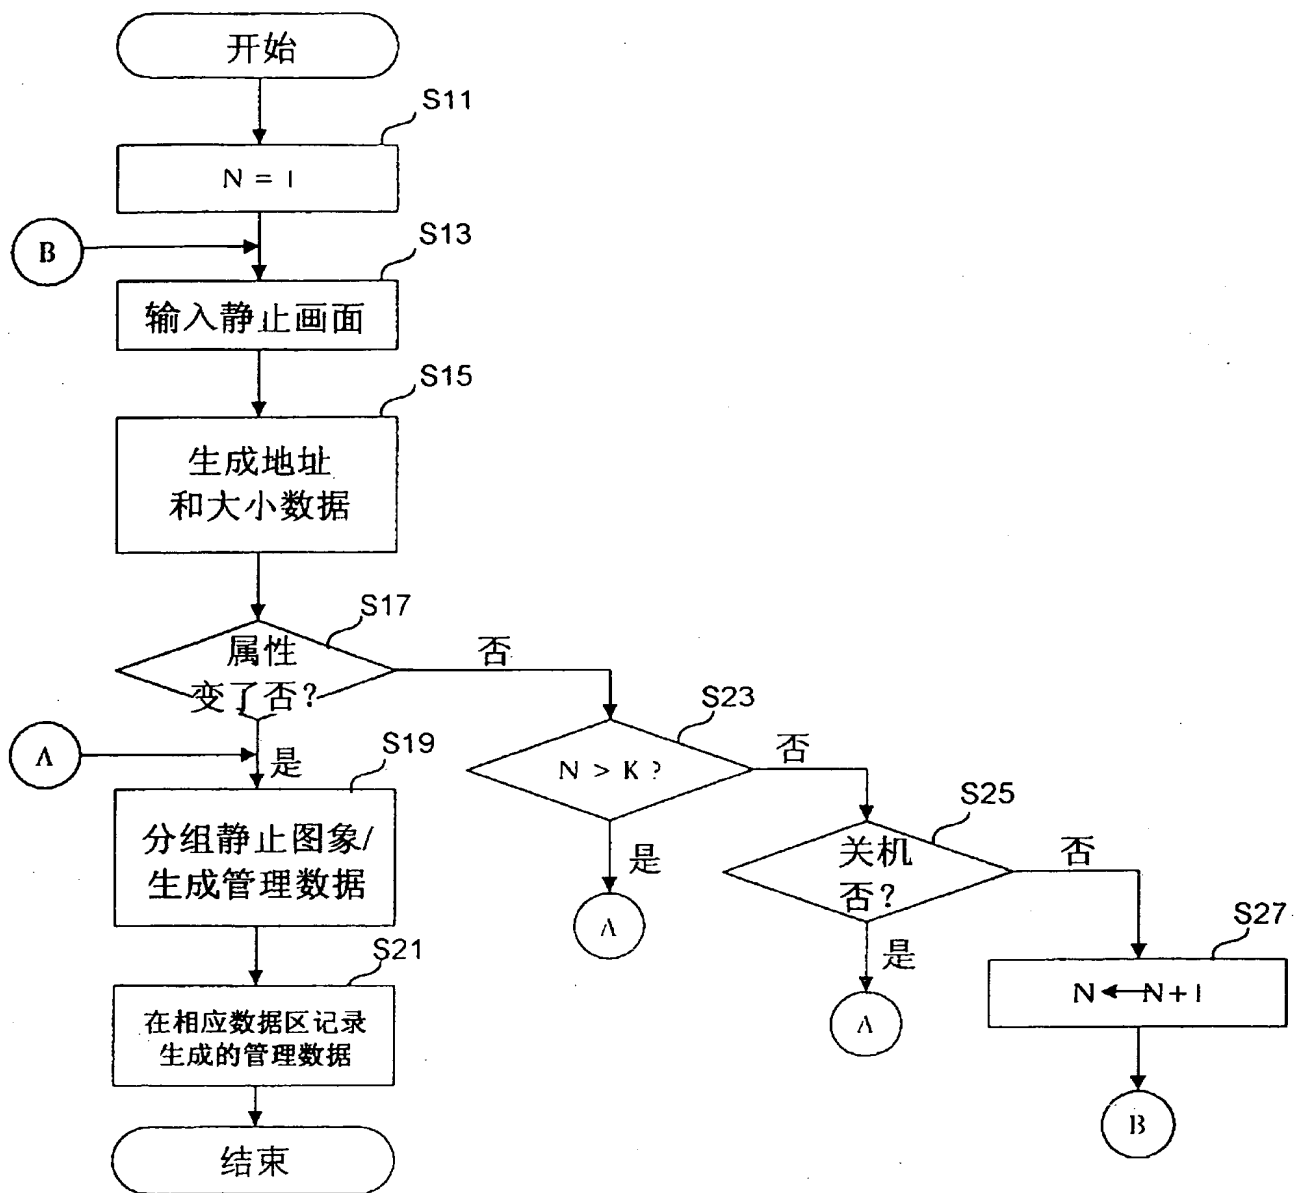 开始
S11
N = 1
B
S13
输入静止画面
S15
生成地址
和大小数据
S17
属性
变了否?
否
A
是
S19
分组静止图象/
生成管理数据
S21
在相应数据区记录
生成的管理数据
结束
S23
N > K ?
否
是
A
S25
关机
否?
否
是
A
S27
N←N+1
B